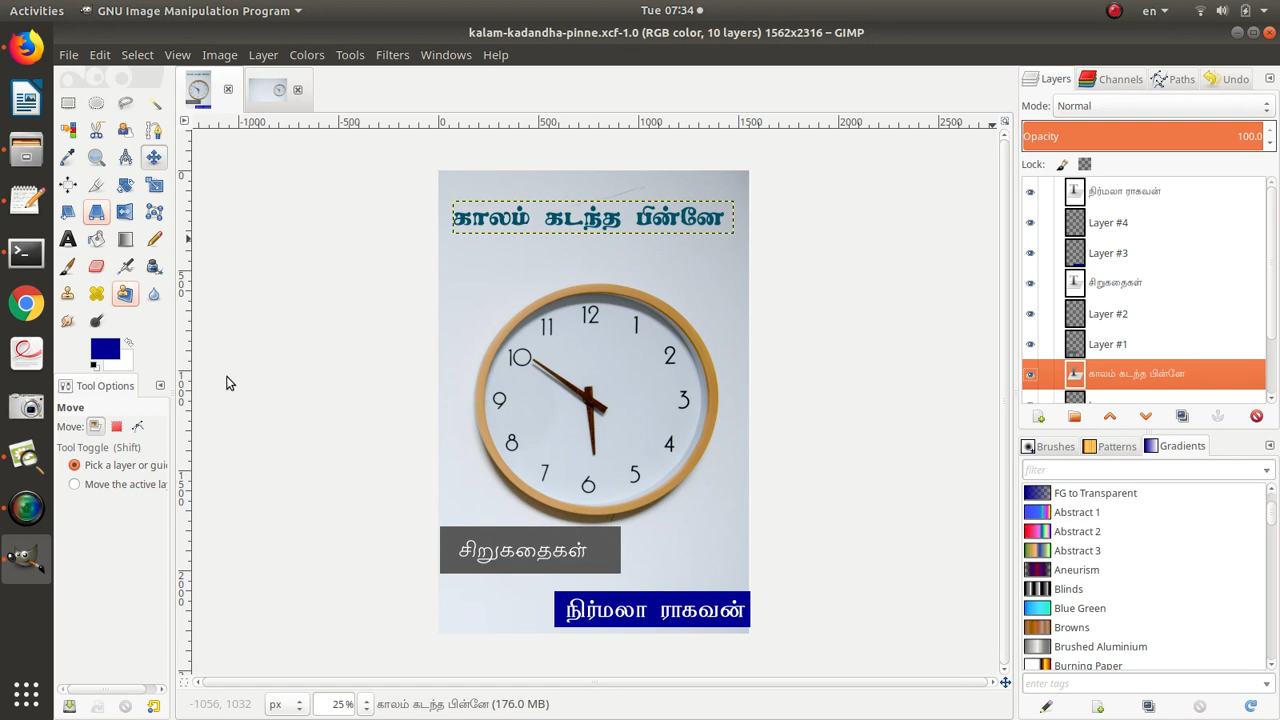 Activities
GNU Image Manipulation Program
Tue 07:34
en
kalam-kadandha-pinne.xcf-1.0 (RGB color, 10 layers) 1562x2316 – GIMP
File Edit Select View Image Layer Colors Tools Filters Windows Help
Layers Channels Paths Undo
Mode: Normal
Opacity 100.0
Lock:
-1000 -500 0 500 1000 1500 2000 2500
நிர்மலா ராகவன்
Layer #4
Layer #3
சிறுகதைகள்
Layer #2
Layer #1
காலம் கடந்த பின்னே
காலம் கடந்த பின்னே
12
11 1
10 2
9 3
8 4
7 5
6
சிறுகதைகள்
நிர்மலா ராகவன்
Tool Options
Move
Move:
Tool Toggle (Shift)
Pick a layer or guid
Move the active la
Brushes Patterns Gradients
filter
FG to Transparent
Abstract 1
Abstract 2
Abstract 3
Aneurism
Blinds
Blue Green
Browns
Brushed Aluminium
Burning Paper
enter tags
-1056, 1032 px 25% காலம் கடந்த பின்னே (176.0 MB)